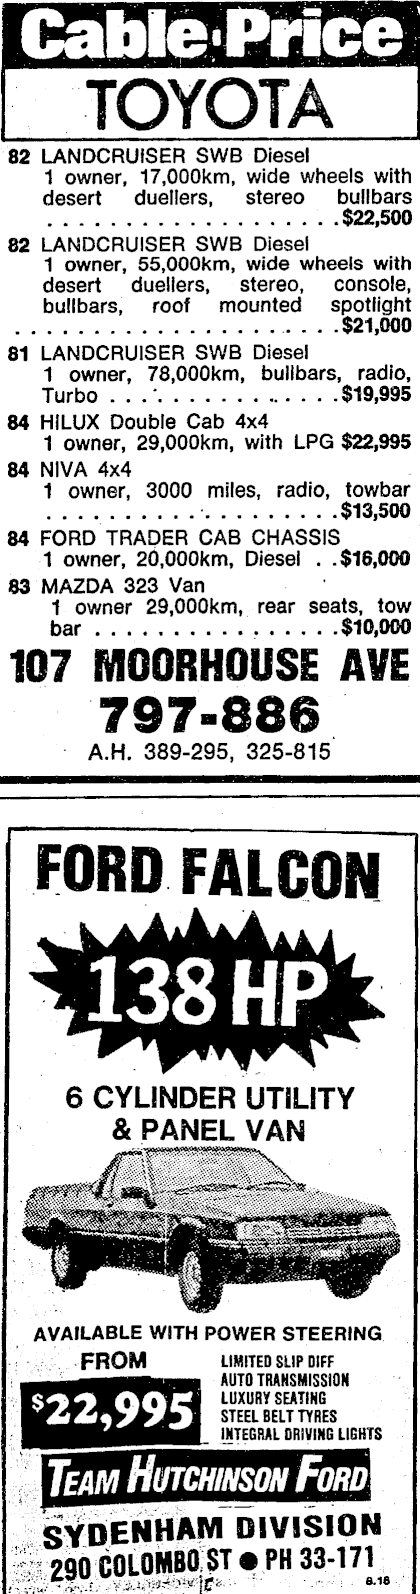 Cable·Price
TOYOTA
82 LANDCRUISER SWB Diesel
1 owner, 17,000km, wide wheels with
desert duellers, stereo bullbars
. . . . . . . . . . . . . . . . . . . $22,500
82 LANDCRUISER SWB Diesel
1 owner, 55,000km, wide wheels with
desert duellers, stereo, console,
bullbars, roof mounted spotlight
. . . . . . . . . . . . . . . . . . . . . $21,000
81 LANDCRUISER SWB Diesel
1 owner, 78,000km, bullbars, radio,
Turbo . . . . . . . . . . . . . . . $19,995
84 HILUX Double Cab 4x4
1 owner, 29,000km, with LPG $22,995
84 NIVA 4x4
1 owner, 3000 miles, radio, towbar
. . . . . . . . . . . . . . . . . . . $13,500
84 FORD TRADER CAB CHASSIS
1 owner, 20,000km, Diesel . . $16,000
83 MAZDA 323 Van
1 owner 29,000km, rear seats, tow
bar . . . . . . . . . . . . . . . . $10,000
107 MOORHOUSE AVE
797-886
A.H. 389-295, 325-815
FORD FALCON
138 HP
6 CYLINDER UTILITY
& PANEL VAN
AVAILABLE WITH POWER STEERING
FROM
$22,995
LIMITED SLIP DIFF
AUTO TRANSMISSION
LUXURY SEATING
STEEL BELT TYRES
INTEGRAL DRIVING LIGHTS
TEAM HUTCHINSON FORD
SYDENHAM DIVISION
290 COLOMBO ST ● PH 33-171
8.16